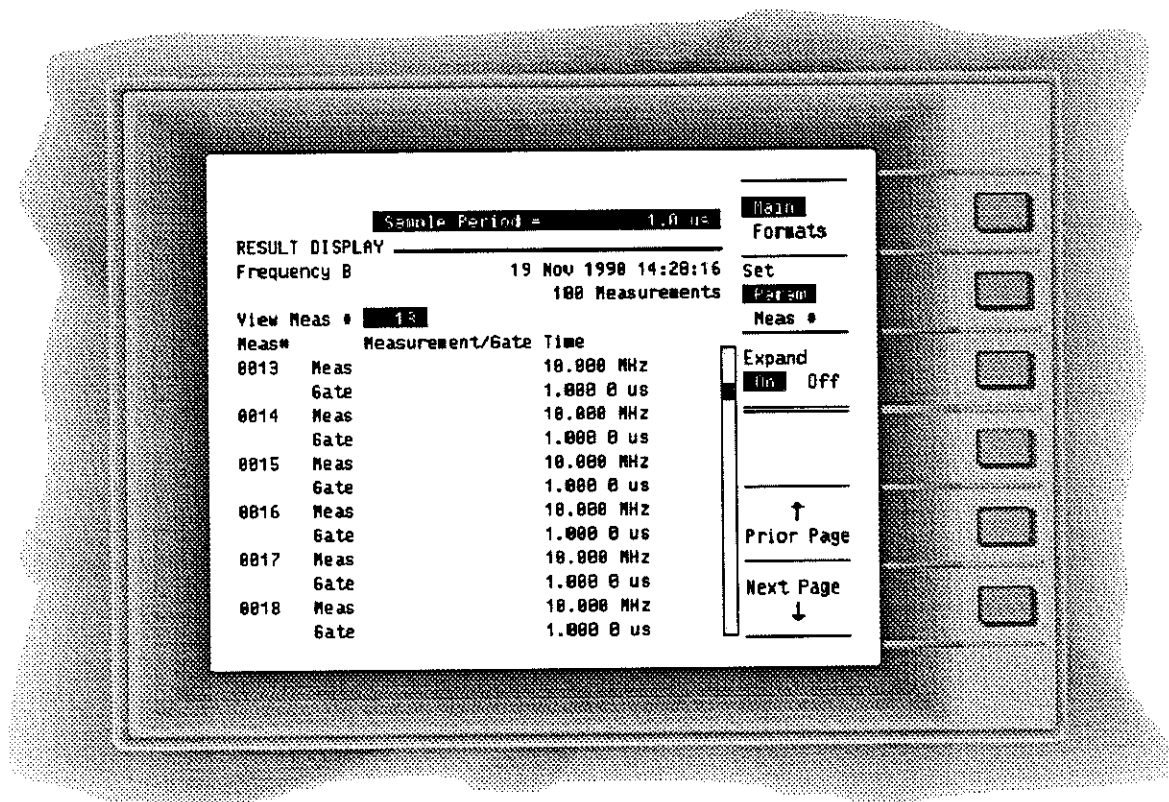 Sample Period = 1.0 us
RESULT DISPLAY
Frequency B 19 Nov 1990 14:20:16
100 Measurements
View Meas # 13
Meas# Measurement/Gate Time
0013 Meas 10.000 MHz
Gate 1.000 0 us
0014 Meas 10.000 MHz
Gate 1.000 0 us
0015 Meas 10.000 MHz
Gate 1.000 0 us
0016 Meas 10.000 MHz
Gate 1.000 0 us
0017 Meas 10.000 MHz
Gate 1.000 0 us
0018 Meas 10.000 MHz
Gate 1.000 0 us
Main
Formats
Set
Param
Meas #
Expand
On Off
↑
Prior Page
Next Page
↓